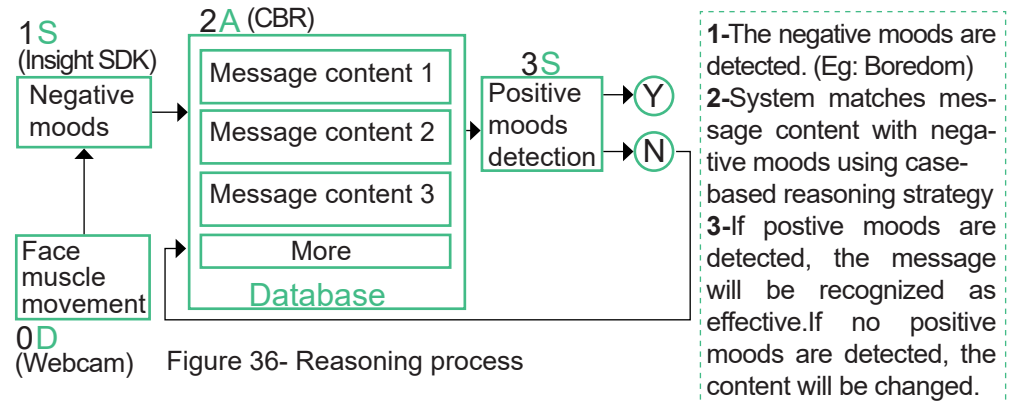 1S
(Insight SDK)
Negative
moods
Face
muscle
movement
0D
(Webcam)
2A (CBR)
Message content 1
Message content 2
Message content 3
More
Database
3S
Positive
moods
detection
Y
N
Figure 36- Reasoning process
1-The negative moods are
detected. (Eg: Boredom)
2-System matches mes-
sage content with nega-
tive moods using case-
based reasoning strategy
3-If postive moods are
detected, the message
will be recognized as
effective.If no positive
moods are detected, the
content will be changed.